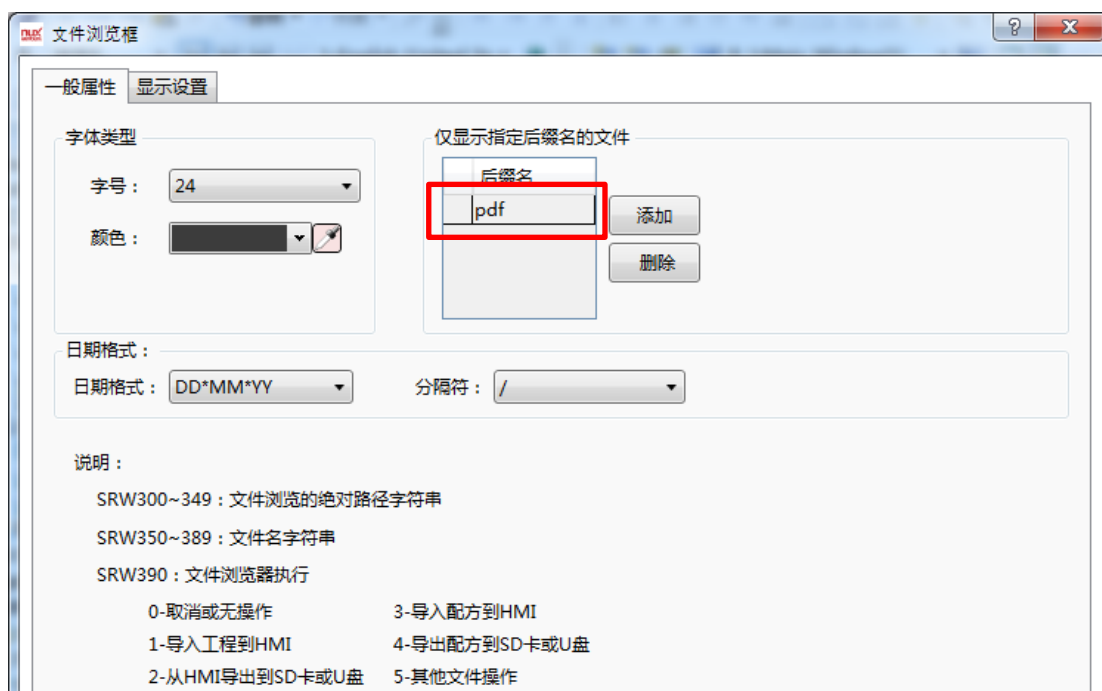 文件浏览框
一般属性 显示设置
字体类型
字号： 24
颜色：
仅显示指定后缀名的文件
后缀名
pdf
添加
删除
日期格式：
日期格式： DD*MM*YY 分隔符： /
说明：
SRW300~349：文件浏览的绝对路径字符串
SRW350~389：文件名字符串
SRW390：文件浏览器执行
0-取消或无操作 3-导入配方到HMI
1-导入工程到HMI 4-导出配方到SD卡或U盘
2-从HMI导出到SD卡或U盘 5-其他文件操作